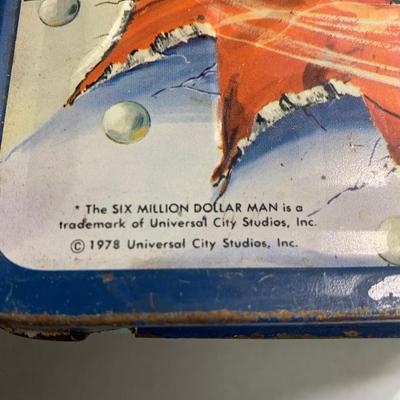 * The SIX MILLION DOLLAR MAN is a
trademark of Universal City Studios, Inc.
© 1978 Universal City Studios, Inc.